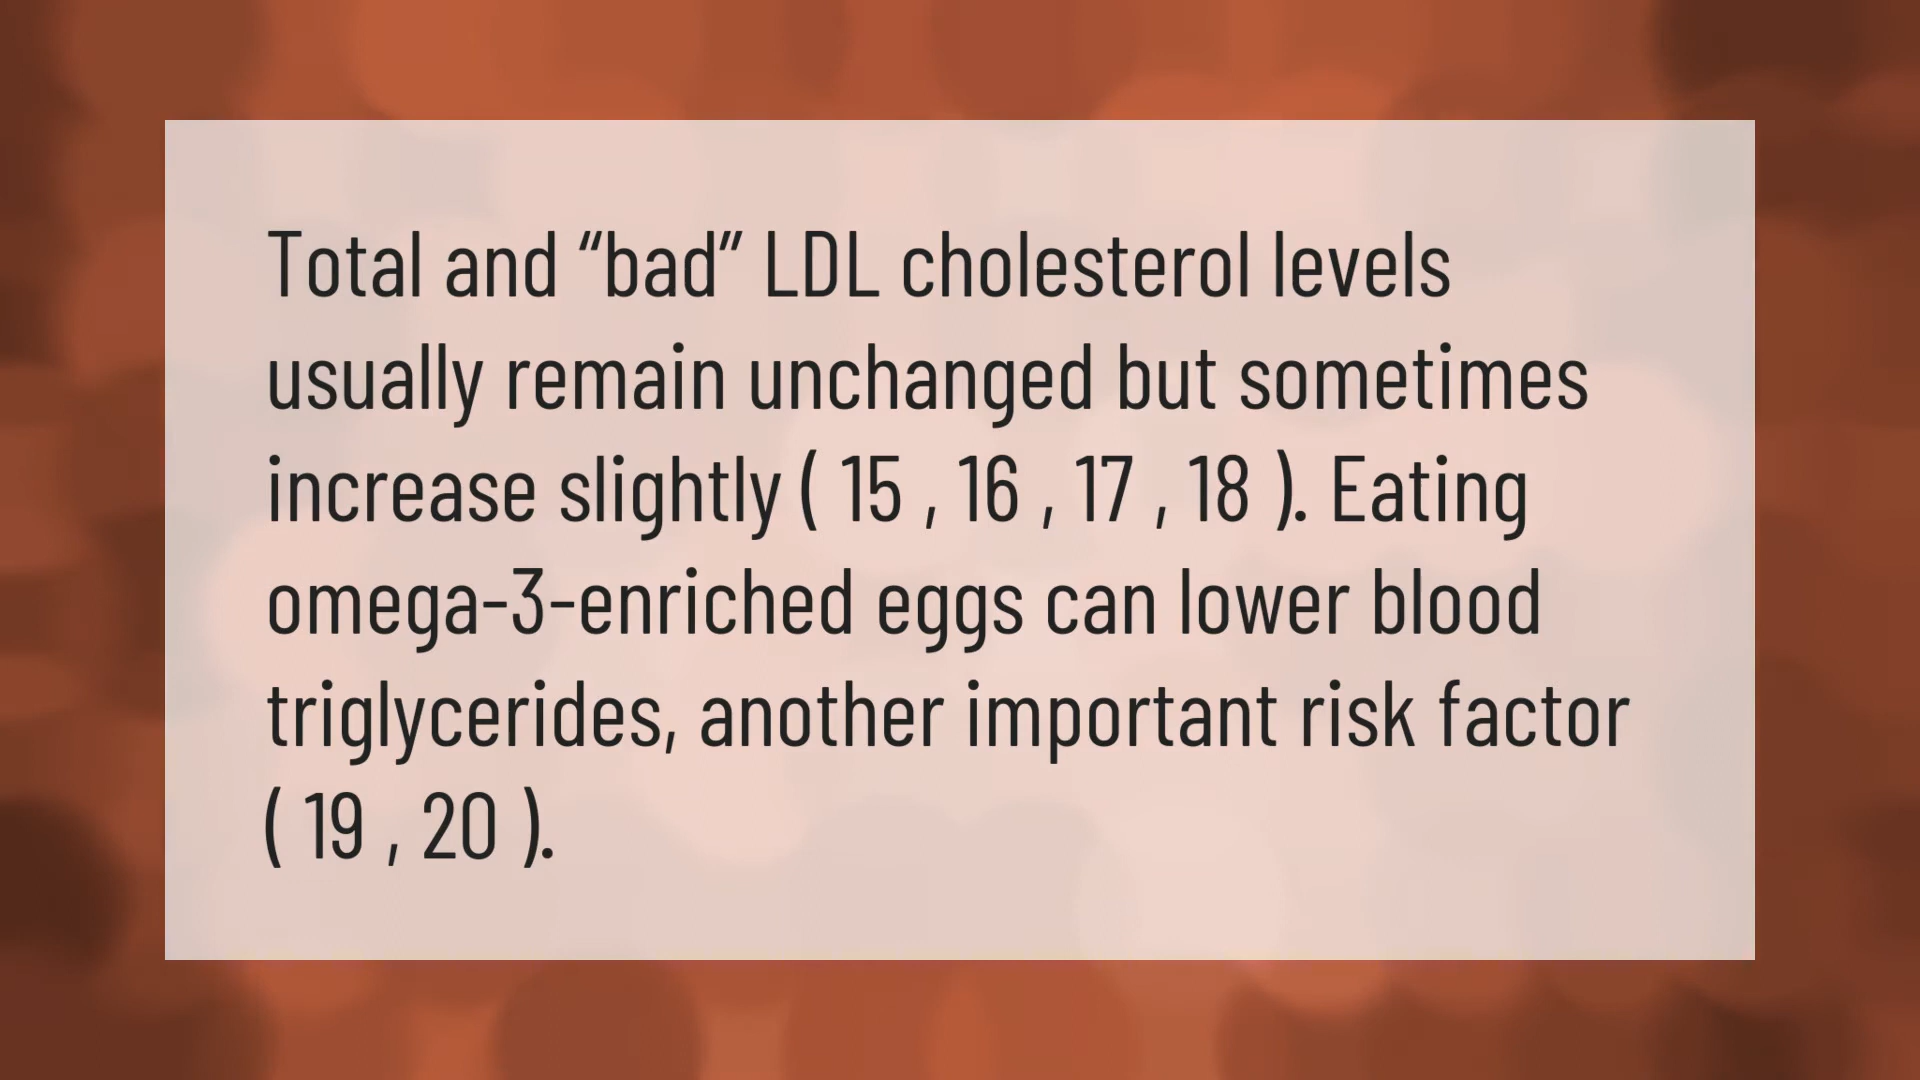 Total and “bad” LDL cholesterol levels
usually remain unchanged but sometimes
increase slightly ( 15 , 16 , 17 , 18 ). Eating
omega-3-enriched eggs can lower blood
triglycerides, another important risk factor
( 19 , 20 ).